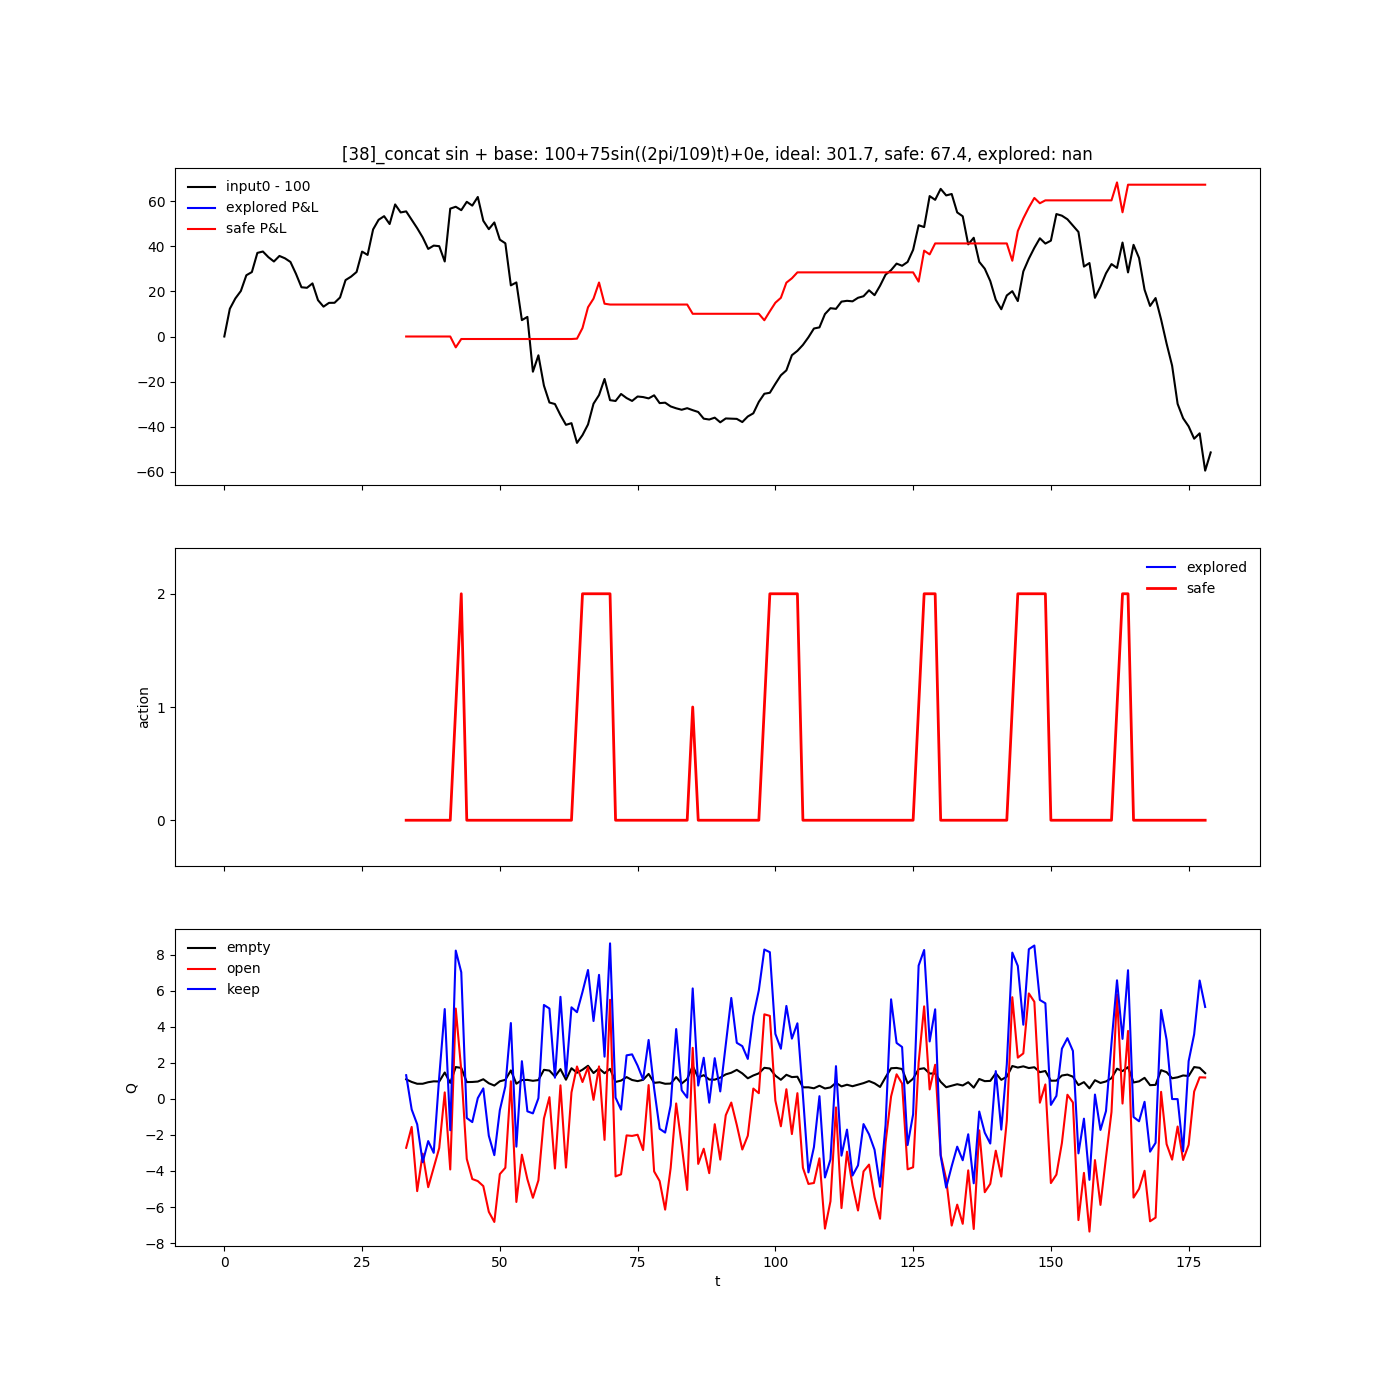 [38]_concat sin + base: 100+75sin((2pi/109)t)+0e, ideal: 301.7, safe: 67.4, explored: nan
input0 - 100
explored P&L
safe P&L
60
40
20
0
−20
−40
−60
explored
safe
2
1
0
action
empty
open
keep
8
6
4
2
0
−2
−4
−6
−8
Q
0 25 50 75 100 125 150 175
t